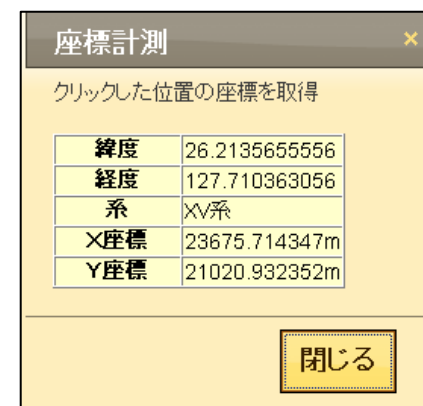 座標計測 ×
クリックした位置の座標を取得
緯度 26.2135655556
経度 127.710363056
系 XV系
X座標 23675.714347m
Y座標 21020.932352m
閉じる